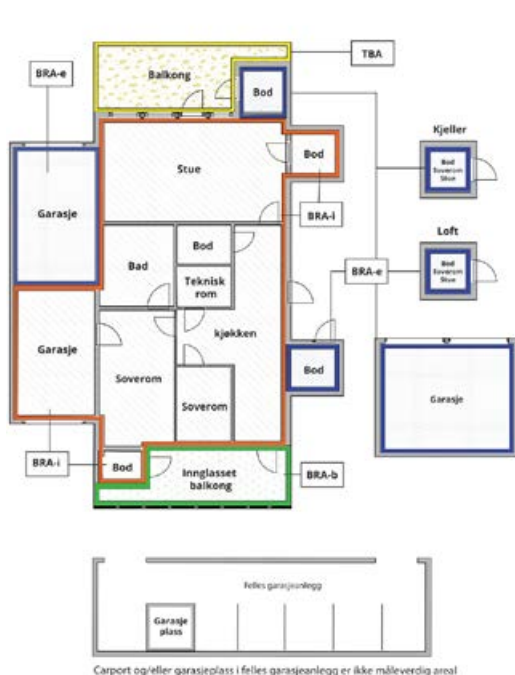 TBA
BRA-e
Balkong
Bod
Kjeller
Bod
Soverom
Stue
Stue
Bod
Garasje
BRA-i
Loft
Bod
Soverom
Stue
Bod
Bad
Teknisk
rom
BRA-e
kjøkken
Garasje
Soverom
Bod
Garasje
Soverom
BRA-i
Bod
Innglasset
balkong
BRA-b
Felles garasjeanlegg
Garasje
plass
Carport og/eller garasjeplass i felles garasjeanlegg er ikke måleverdig areal